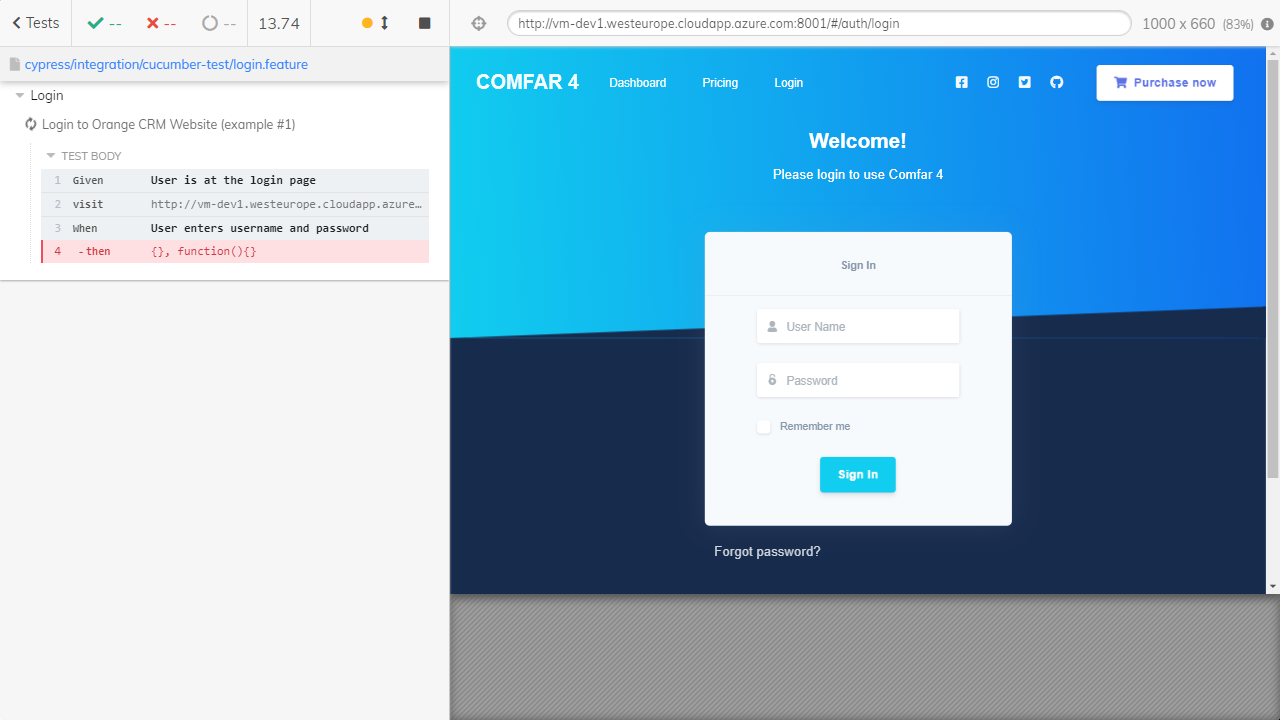 Tests
--
--
--
13.74
http://vm-dev1.westeurope.cloudapp.azure.com:8001/#/auth/login
1000 x 660 (83%)
cypress/integration/cucumber-test/login.feature
Login
Login to Orange CRM Website (example #1)
TEST BODY
1 Given User is at the login page
2 visit http://vm-dev1.westeurope.cloudapp.azure…
3 When User enters username and password
4 -then {}, function(){}
COMFAR 4 Dashboard Pricing Login Purchase now
Welcome!
Please login to use Comfar 4
Sign In
User Name
Password
Remember me
Sign In
Forgot password?